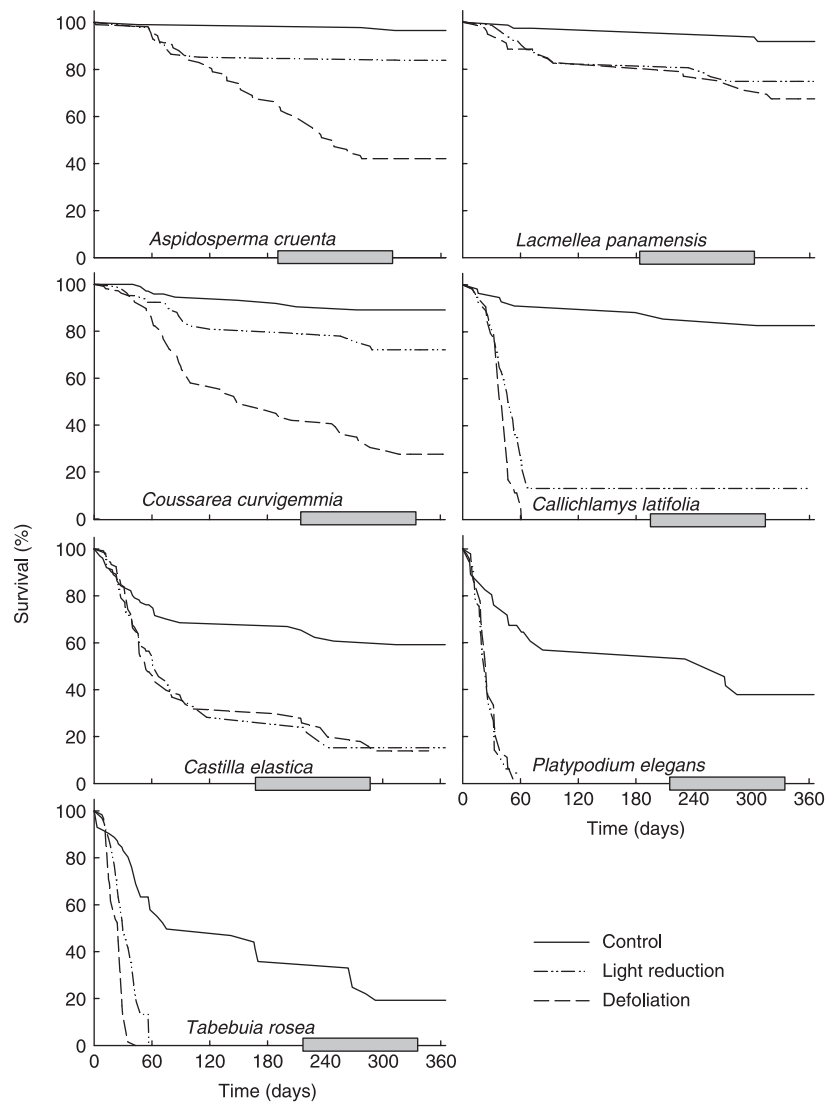 100
80
60
40
20
0
Aspidosperma cruenta
Lacmellea panamensis
100
80
60
40
20
0
Coussarea curvigemmia
Callichlamys latifolia
Survival (%)
100
80
60
40
20
0
Castilla elastica
Platypodium elegans
0 60 120 180 240 300 360
Time (days)
100
80
60
40
20
0
Tabebuia rosea
0 60 120 180 240 300 360
Time (days)
Control
Light reduction
Defoliation